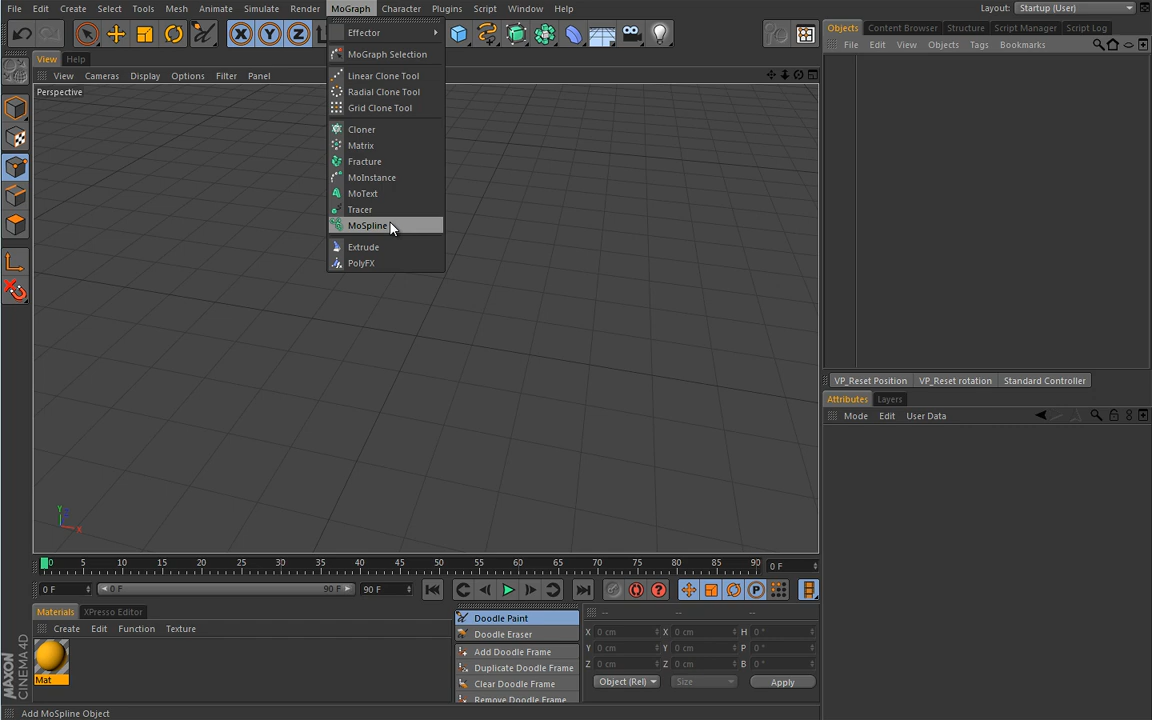 File Edit Create Select Tools Mesh Animate Simulate Render MoGraph Character Plugins Script Window Help Layout: Startup (User)
Objects Content Browser Structure Script Manager Script Log
X Y Z
File Edit View Objects Tags Bookmarks
View Help
View Cameras Display Options Filter Panel
Perspective
Effector
MoGraph Selection
Linear Clone Tool
Radial Clone Tool
Grid Clone Tool
Cloner
Matrix
Fracture
MoInstance
MoText
Tracer
MoSpline
Extrude
PolyFX
VP_Reset Position VP_Reset rotation Standard Controller
Attributes Layers
Mode Edit User Data
Y
X
0 5 10 15 20 25 30 35 40 45 50 55 60 65 70 75 80 85 90 0 F
0 F 0 F 90 F 90 F
Materials XPresso Editor
Create Edit Function Texture
Mat
Doodle Paint
Doodle Eraser
Add Doodle Frame
Duplicate Doodle Frame
Clear Doodle Frame
Remove Doodle Frame
-- -- --
X 0 cm X 0 cm H 0 °
Y 0 cm Y 0 cm P 0 °
Z 0 cm Z 0 cm B 0 °
Object (Rel) Size Apply
MAXON
CINEMA 4D
Add MoSpline Object